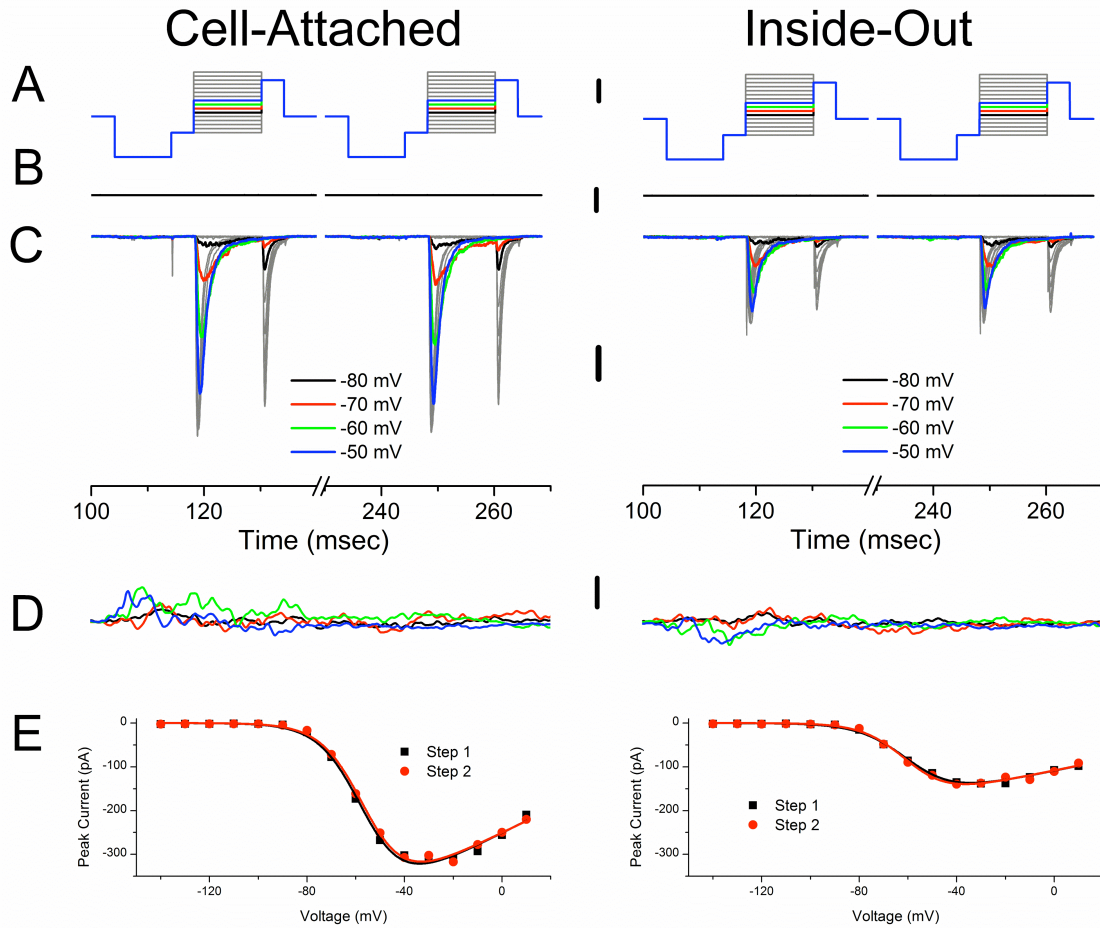 Cell-Attached
Inside-Out
A
B
C
-80 mV
-70 mV
-60 mV
-50 mV
-80 mV
-70 mV
-60 mV
-50 mV
100 120 240 260
Time (msec)
100 120 240 260
Time (msec)
D
E
0
-100
-200
-300
Peak Current (pA)
Step 1
Step 2
-120 -80 -40 0
Voltage (mV)
0
-100
-200
-300
Peak Current (pA)
Step 1
Step 2
-120 -80 -40 0
Voltage (mV)